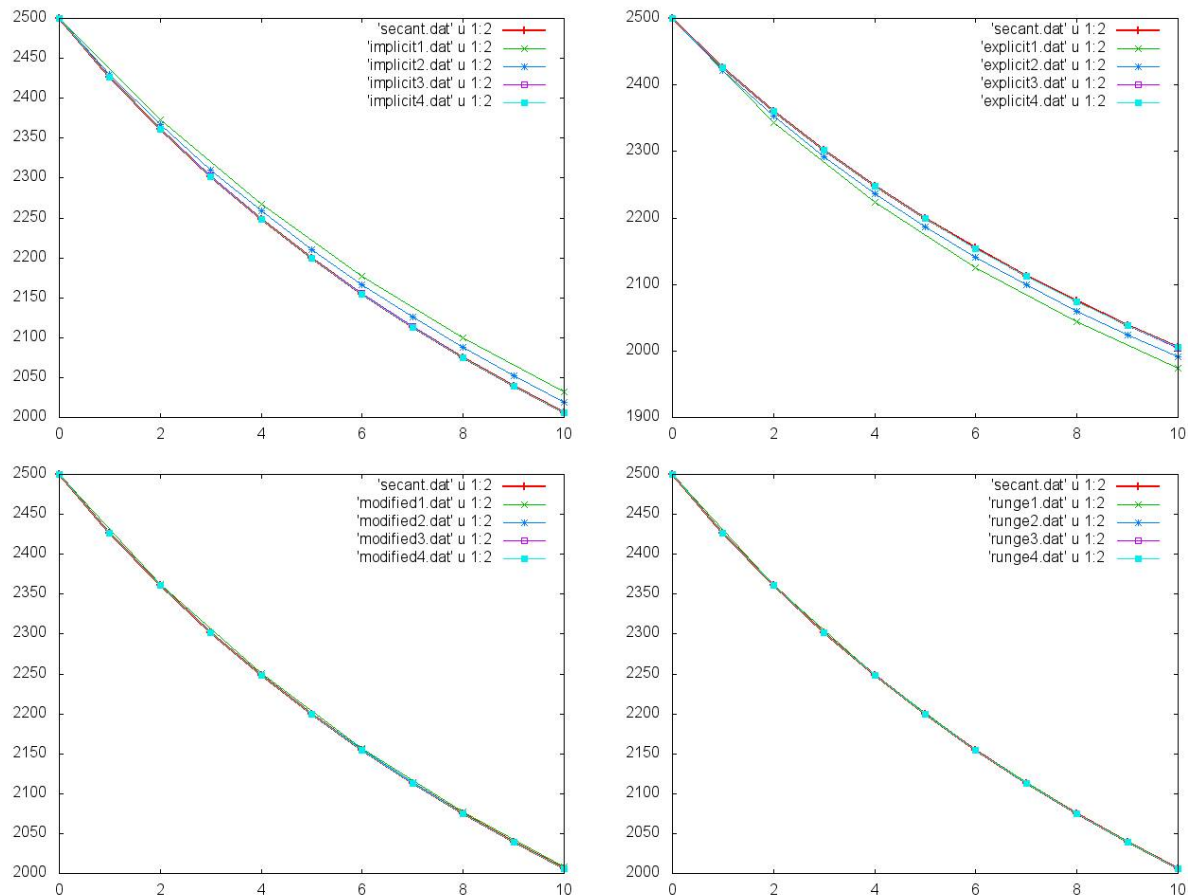 2500
2450
2400
2350
2300
2250
2200
2150
2100
2050
2000
0 2 4 6 8 10
'secant.dat' u 1:2
'implicit1.dat' u 1:2
'implicit2.dat' u 1:2
'implicit3.dat' u 1:2
'implicit4.dat' u 1:2
2500
2400
2300
2200
2100
2000
1900
0 2 4 6 8 10
'secant.dat' u 1:2
'explicit1.dat' u 1:2
'explicit2.dat' u 1:2
'explicit3.dat' u 1:2
'explicit4.dat' u 1:2
2500
2450
2400
2350
2300
2250
2200
2150
2100
2050
2000
0 2 4 6 8 10
'secant.dat' u 1:2
'modified1.dat' u 1:2
'modified2.dat' u 1:2
'modified3.dat' u 1:2
'modified4.dat' u 1:2
2500
2450
2400
2350
2300
2250
2200
2150
2100
2050
2000
0 2 4 6 8 10
'secant.dat' u 1:2
'runge1.dat' u 1:2
'runge2.dat' u 1:2
'runge3.dat' u 1:2
'runge4.dat' u 1:2